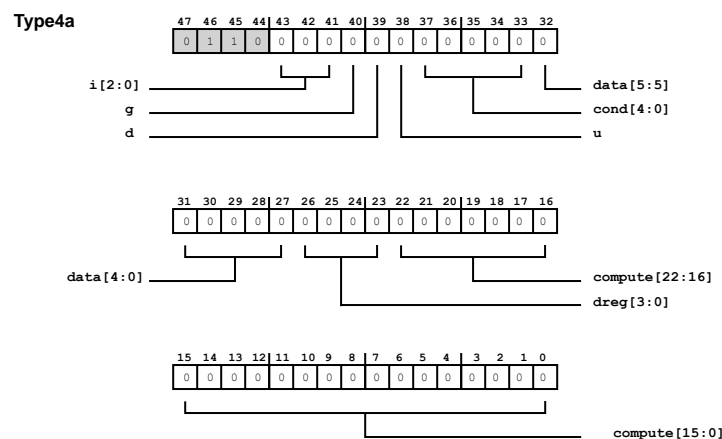 Type4a
47 46 45 44 43 42 41 40 39 38 37 36 35 34 33 32
0 1 1 0 0 0 0 0 0 0 0 0 0 0 0 0
i[2:0] data[5:5]
g cond[4:0]
d u
31 30 29 28 27 26 25 24 23 22 21 20 19 18 17 16
0 0 0 0 0 0 0 0 0 0 0 0 0 0 0 0
data[4:0] compute[22:16]
dreg[3:0]
15 14 13 12 11 10 9 8 7 6 5 4 3 2 1 0
0 0 0 0 0 0 0 0 0 0 0 0 0 0 0 0
compute[15:0]